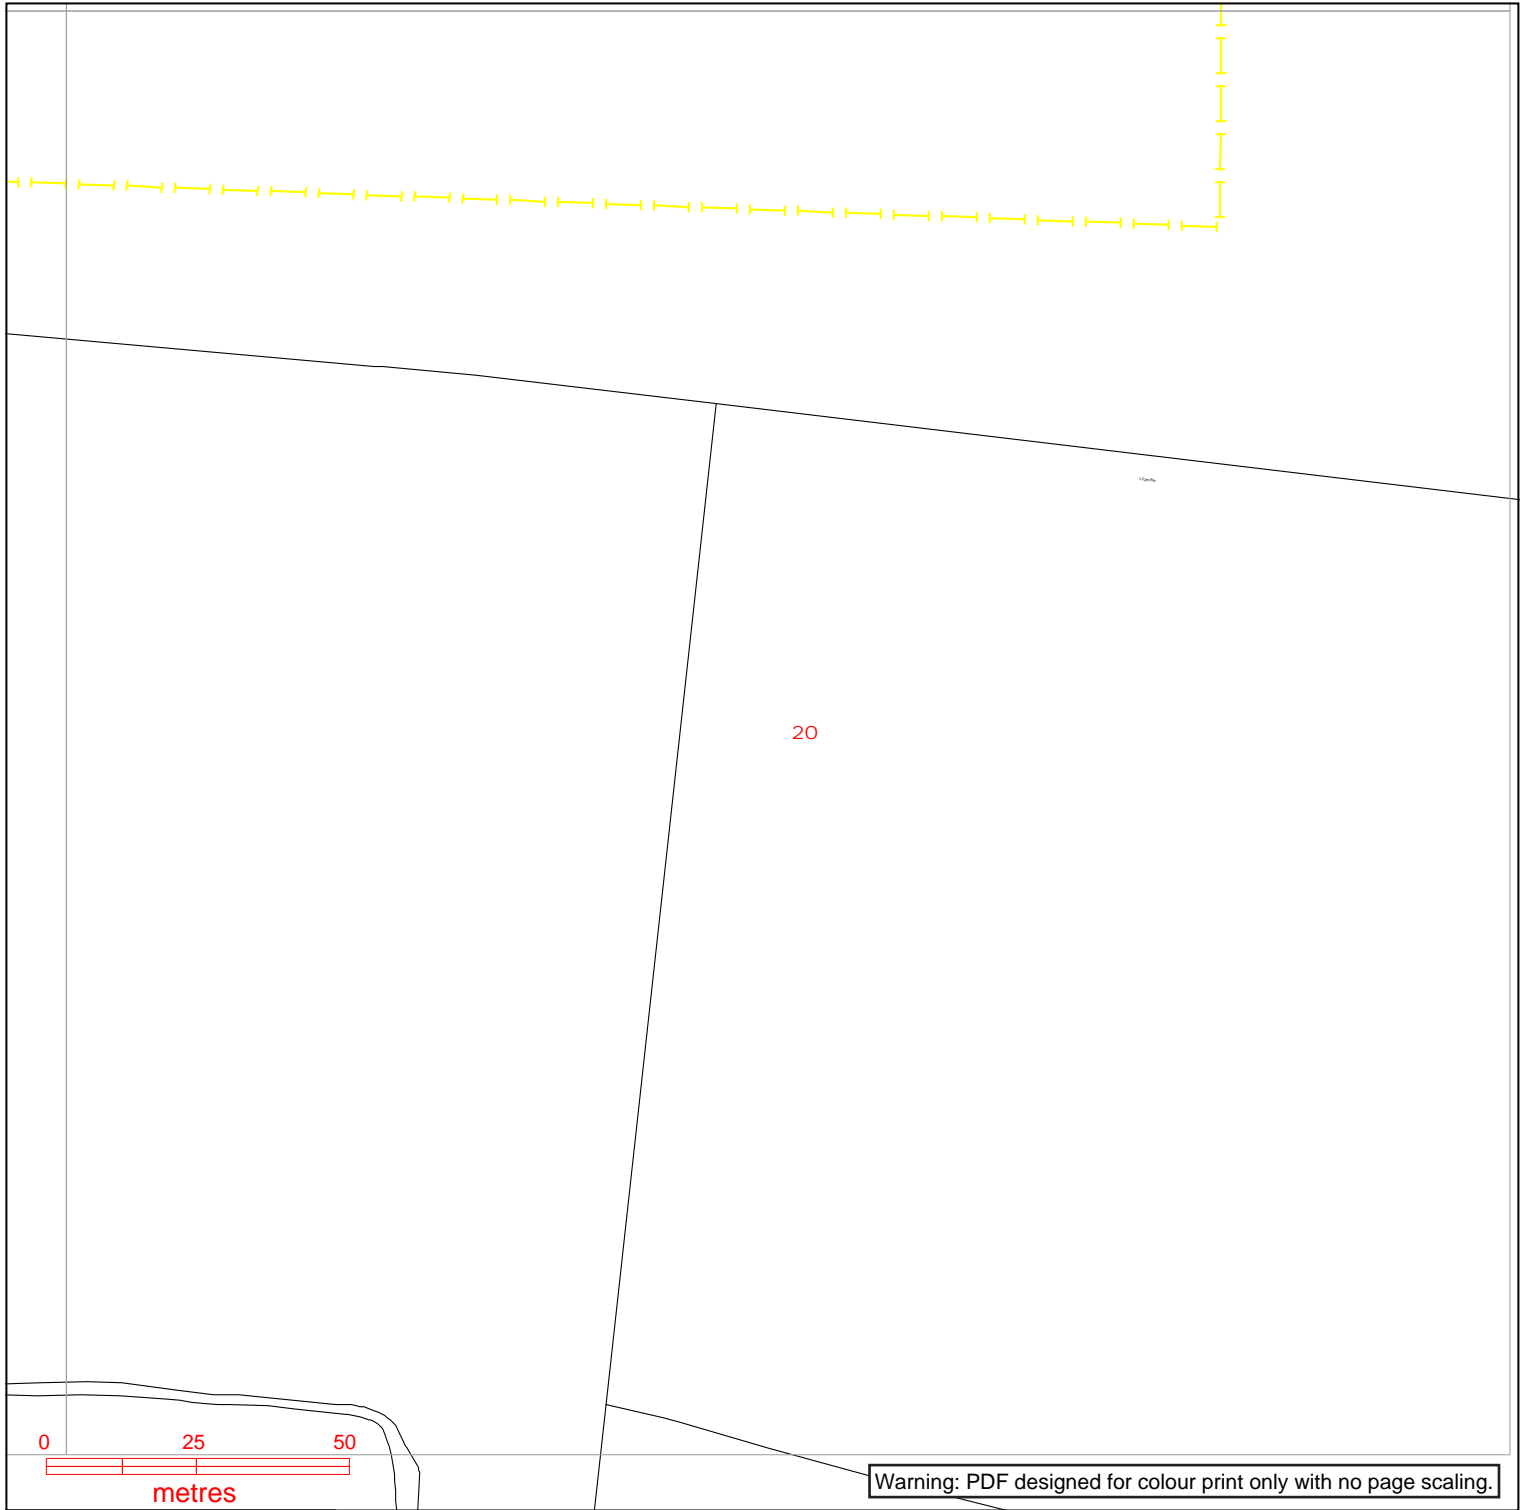 20
0 25 50
metres
Warning: PDF designed for colour print only with no page scaling.